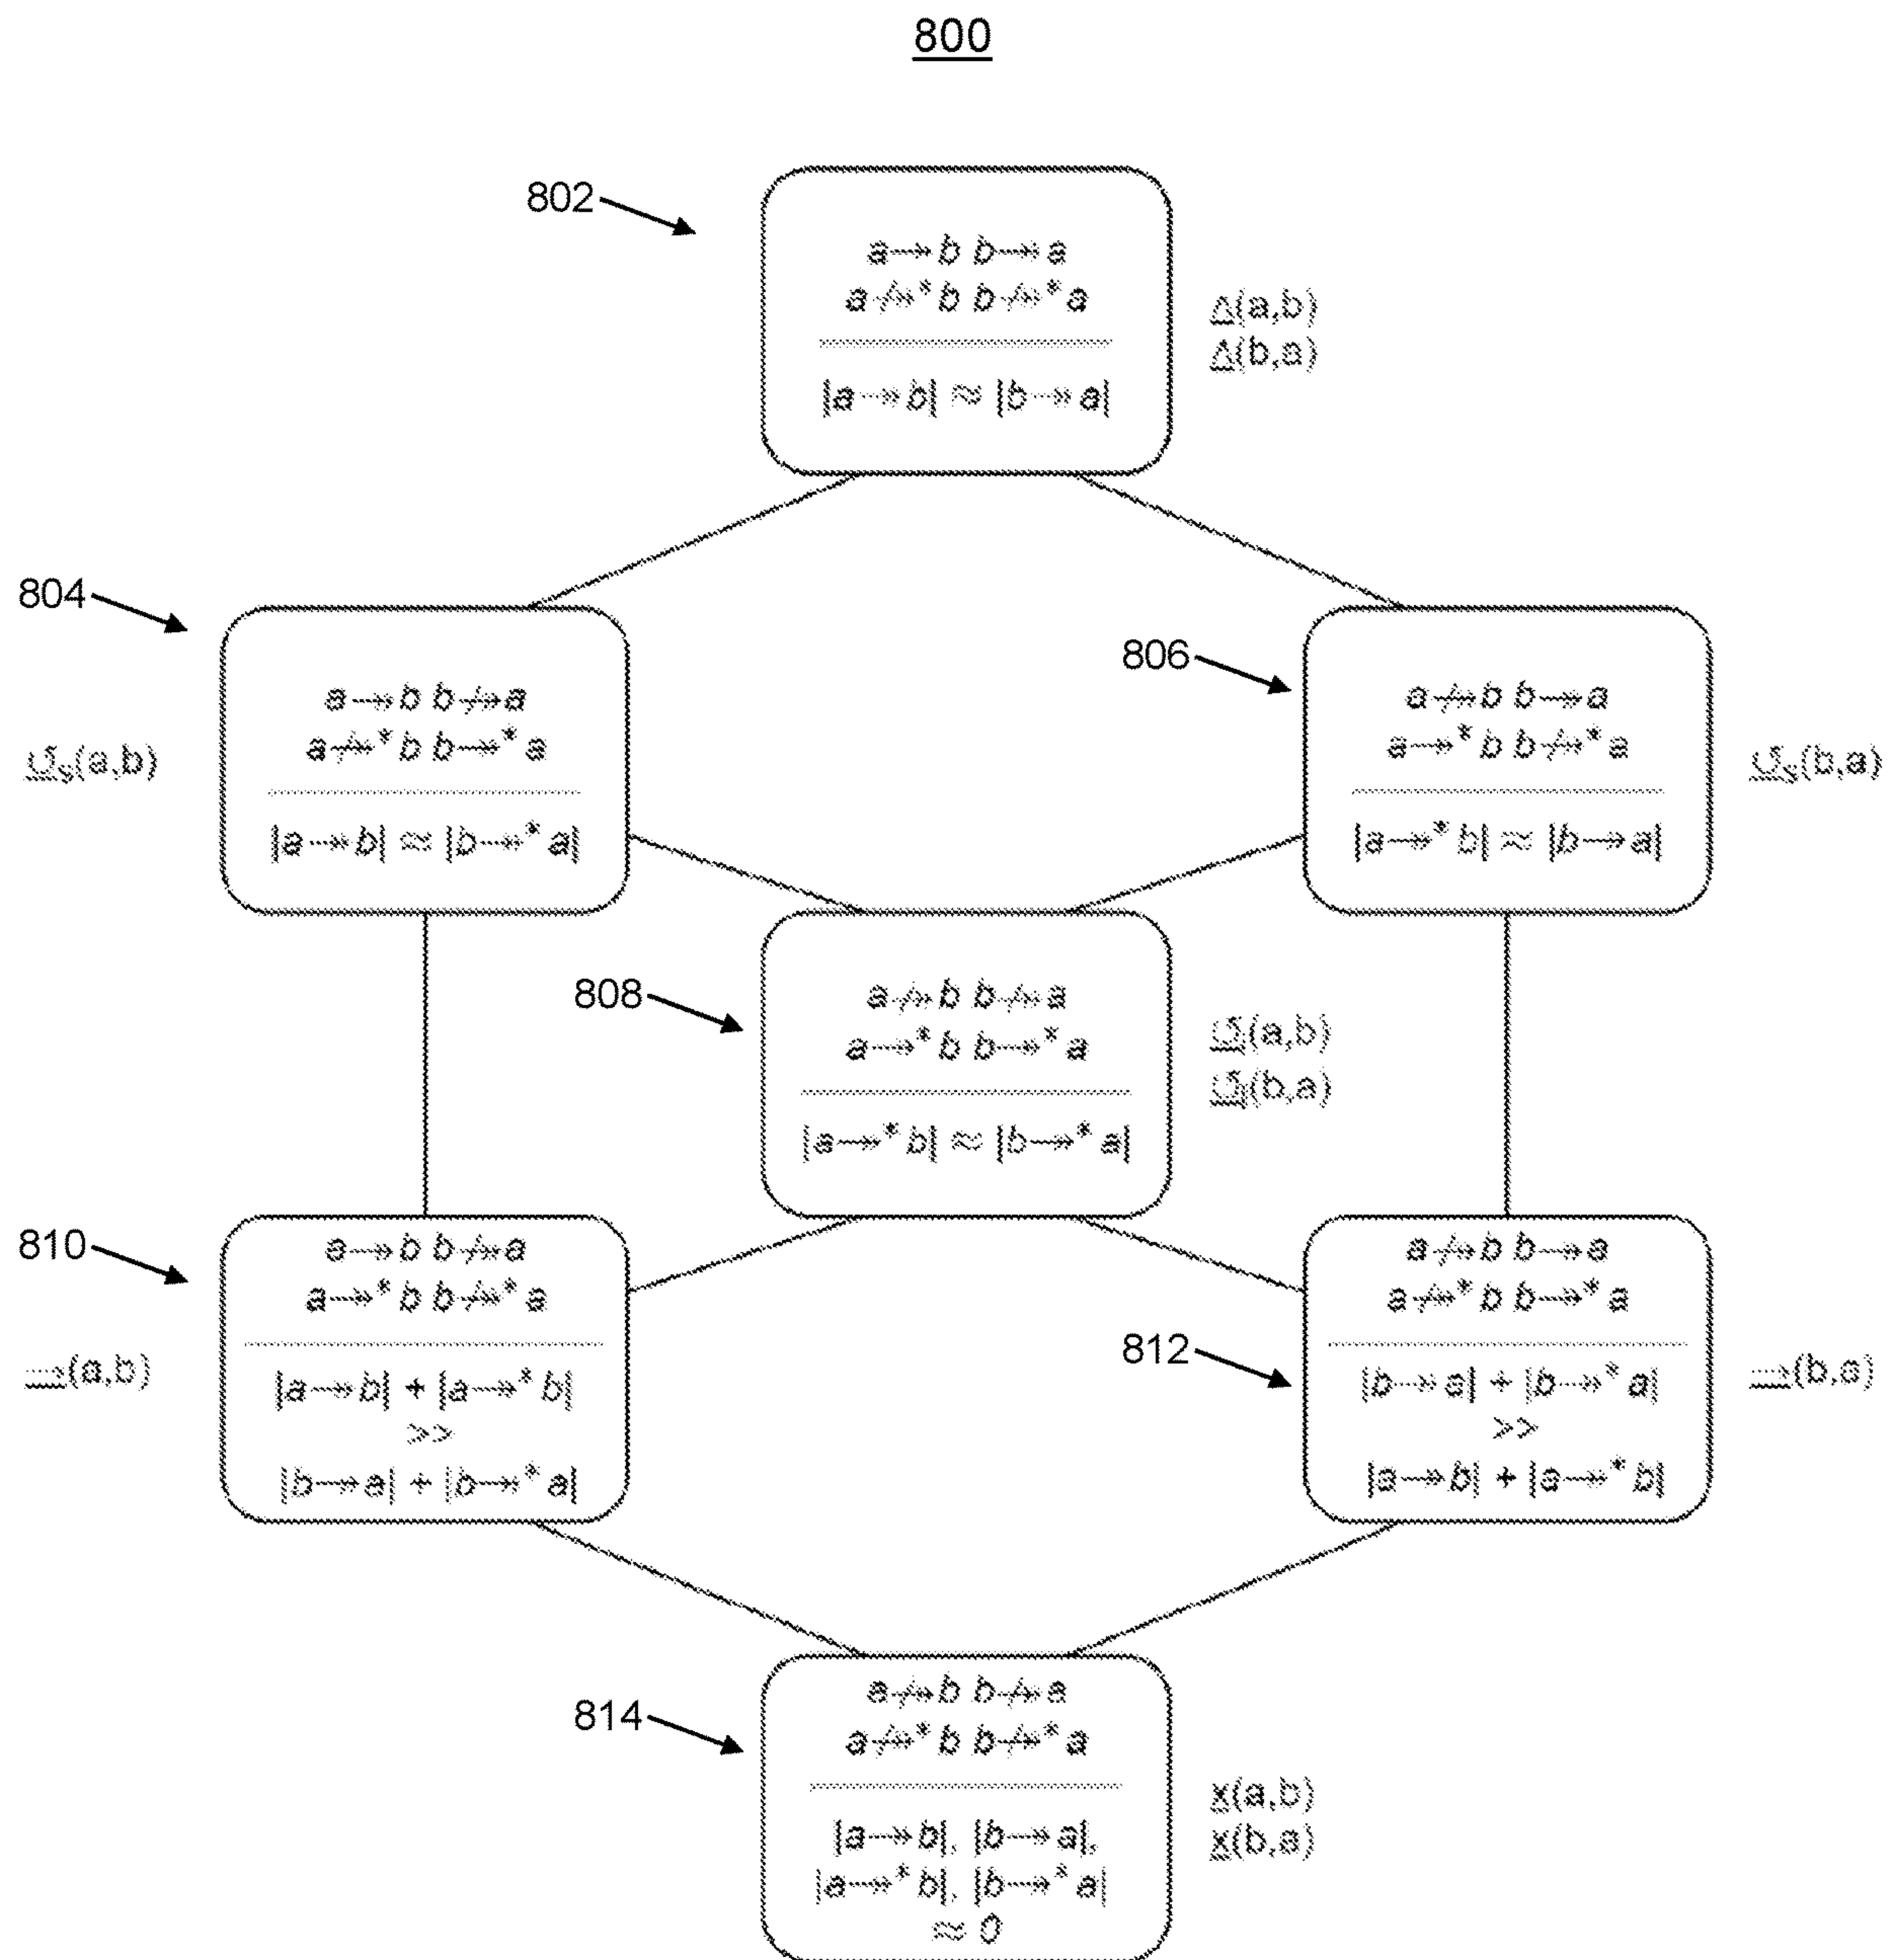 800
802
a↠b b↠a
a↠̸*b b↠̸*a
|a↠b| ≈ |b↠a|
(a,b)
(b,a)
804
a↠b b↠̸a
a↠̸*b b↠*a
|a↠b| ≈ |b↠*a|
(a,b)
806
a↠̸b b↠a
a↠*b b↠̸*a
|a↠*b| ≈ |b↠a|
(b,a)
808
a↠̸b b↠̸a
a↠*b b↠*a
|a↠*b| ≈ |b↠*a|
(a,b)
(b,a)
810
a↠b b↠̸a
a↠*b b↠̸*a
|a↠b| + |a↠*b|
>>
|b↠a| + |b↠*a|
→(a,b)
812
a↠̸b b↠a
a↠̸*b b↠*a
|b↠a| + |b↠*a|
>>
|a↠b| + |a↠*b|
→(b,a)
814
a↠̸b b↠̸a
a↠̸*b b↠̸*a
|a↠b|, |b↠a|,
|a↠*b|, |b↠*a|
≈ 0
x(a,b)
x(b,a)